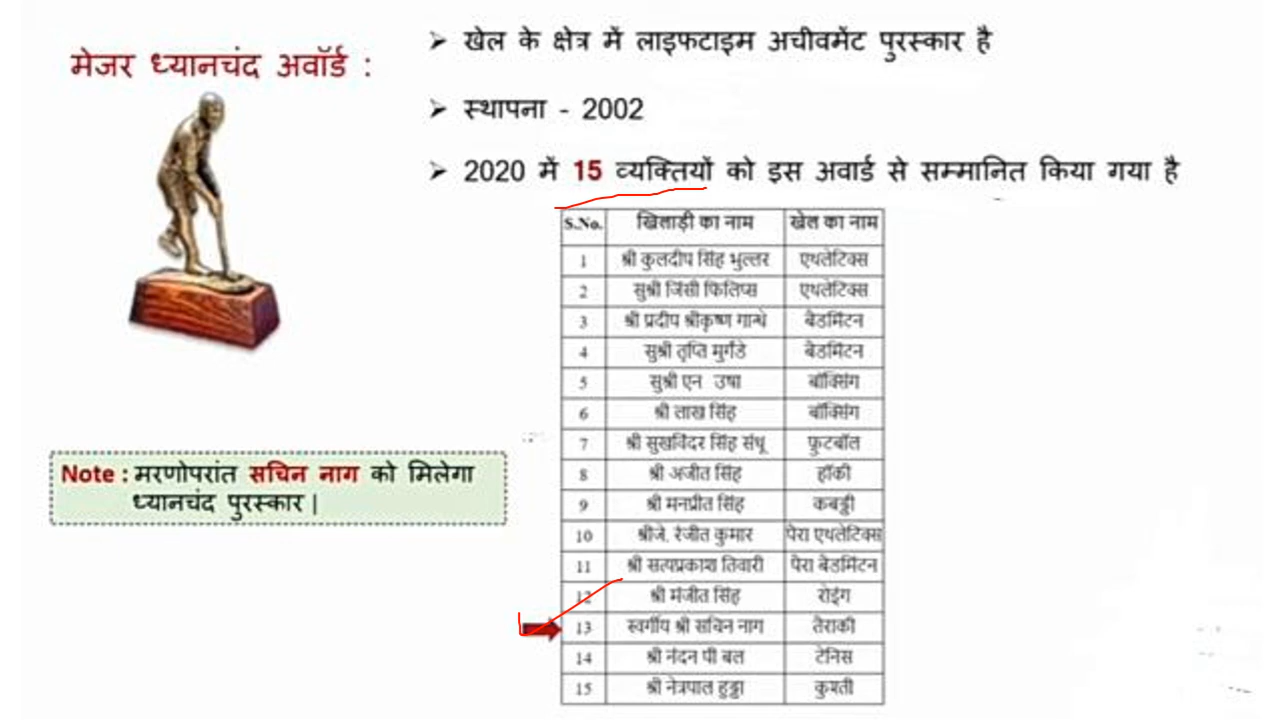 मेजर ध्यानचंद अवॉर्ड :
➢ खेल के क्षेत्र में लाइफटाइम अचीवमेंट पुरस्कार है
➢ स्थापना - 2002
➢ 2020 में 15 व्यक्तियों को इस अवार्ड से सम्मानित किया गया है
S.No. खिलाड़ी का नाम खेल का नाम
1 श्री कुलदीप सिंह भुल्लर एथलेटिक्स
2 सुश्री जिंसी फिलिप्स एथलेटिक्स
3 श्री प्रदीप श्रीकृष्ण गान्धे बैडमिंटन
4 सुश्री तृप्ति मुर्गुंडे बैडमिंटन
5 सुश्री एन उषा बॉक्सिंग
6 श्री लाख सिंह बॉक्सिंग
7 श्री सुखविंदर सिंह संधू फुटबॉल
8 श्री अजीत सिंह हॉकी
9 श्री मनप्रीत सिंह कबड्डी
10 श्रीजे. रंजीत कुमार पैरा एथलेटिक्स
11 श्री सत्यप्रकाश तिवारी पैरा बैडमिंटन
12 श्री मंजीत सिंह रोइंग
13 स्वर्गीय श्री सचिन नाग तैराकी
14 श्री नंदन पी बल टेनिस
15 श्री नेत्रपाल हुड्डा कुश्ती
Note : मरणोपरांत सचिन नाग को मिलेगा
ध्यानचंद पुरस्कार |